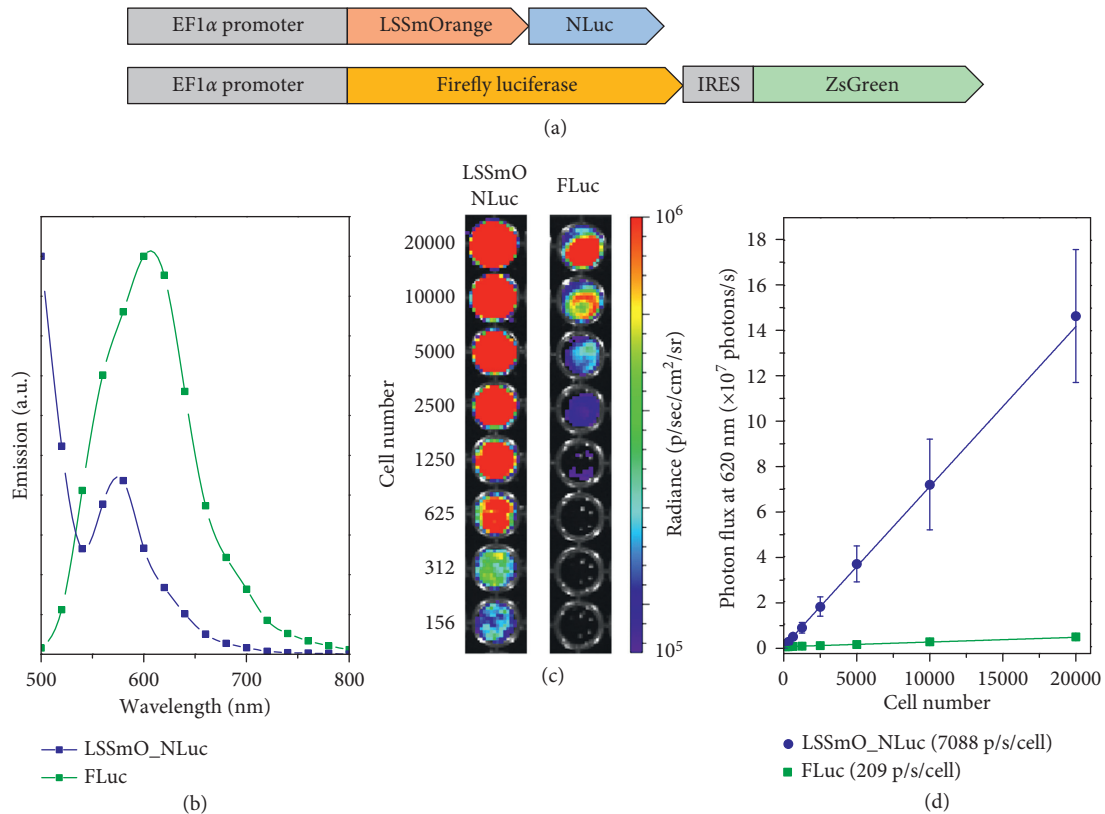 EF1α promoter LSSmOrange NLuc
EF1α promoter Firefly luciferase IRES ZsGreen
(a)
Emission (a.u.)
500 600 700 800
Wavelength (nm)
LSSmO_NLuc
FLuc
(b)
LSSmO
NLuc
FLuc
Cell number
20000
10000
5000
2500
1250
625
312
156
10⁶
Radiance (p/sec/cm²/sr)
10⁵
(c)
Photon flux at 620 nm (×10⁷ photons/s)
18
16
14
12
10
8
6
4
2
0
0 5000 10000 15000 20000
Cell number
LSSmO_NLuc (7088 p/s/cell)
FLuc (209 p/s/cell)
(d)